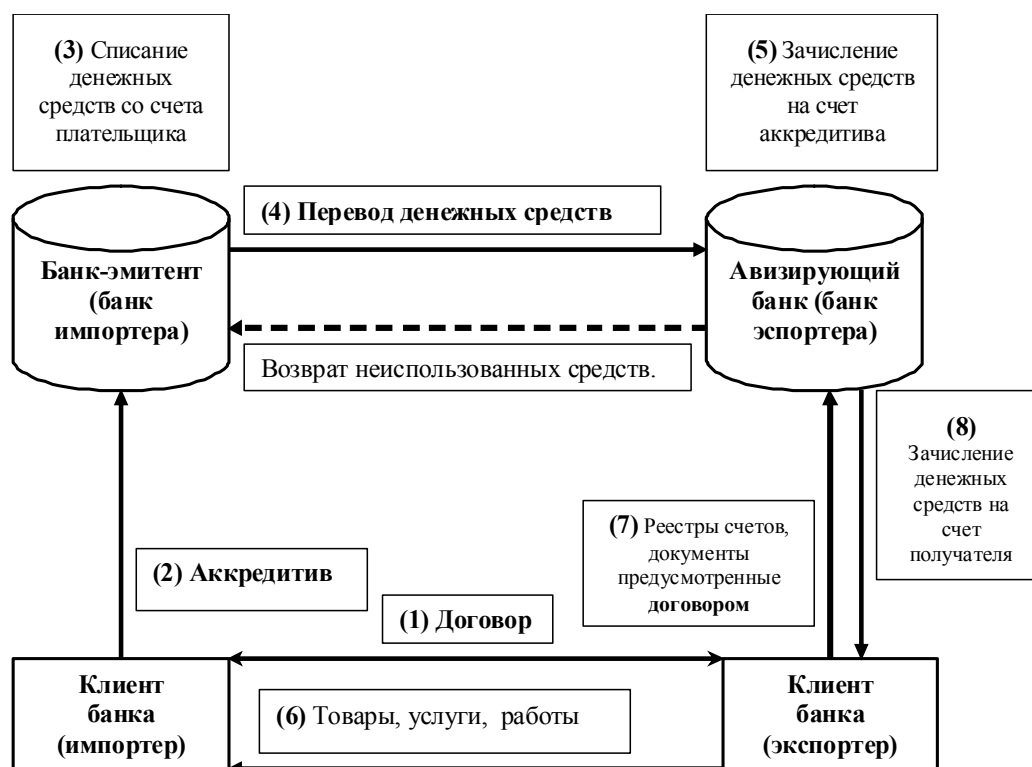 (3) Списание
денежных
средств со счета
плательщика
(5) Зачисление
денежных средств
на счет
аккредитива
(4) Перевод денежных средств
Банк-эмитент
(банк
импортера)
Авизирующий
банк (банк
эспортера)
Возврат неиспользованных средств.
(8)
Зачисление
денежных
средств на
счет
получателя
(7) Реестры счетов,
документы
предусмотренные
договором
(2) Аккредитив
(1) Договор
Клиент
банка
(импортер)
(6) Товары, услуги, работы
Клиент
банка
(экспортер)